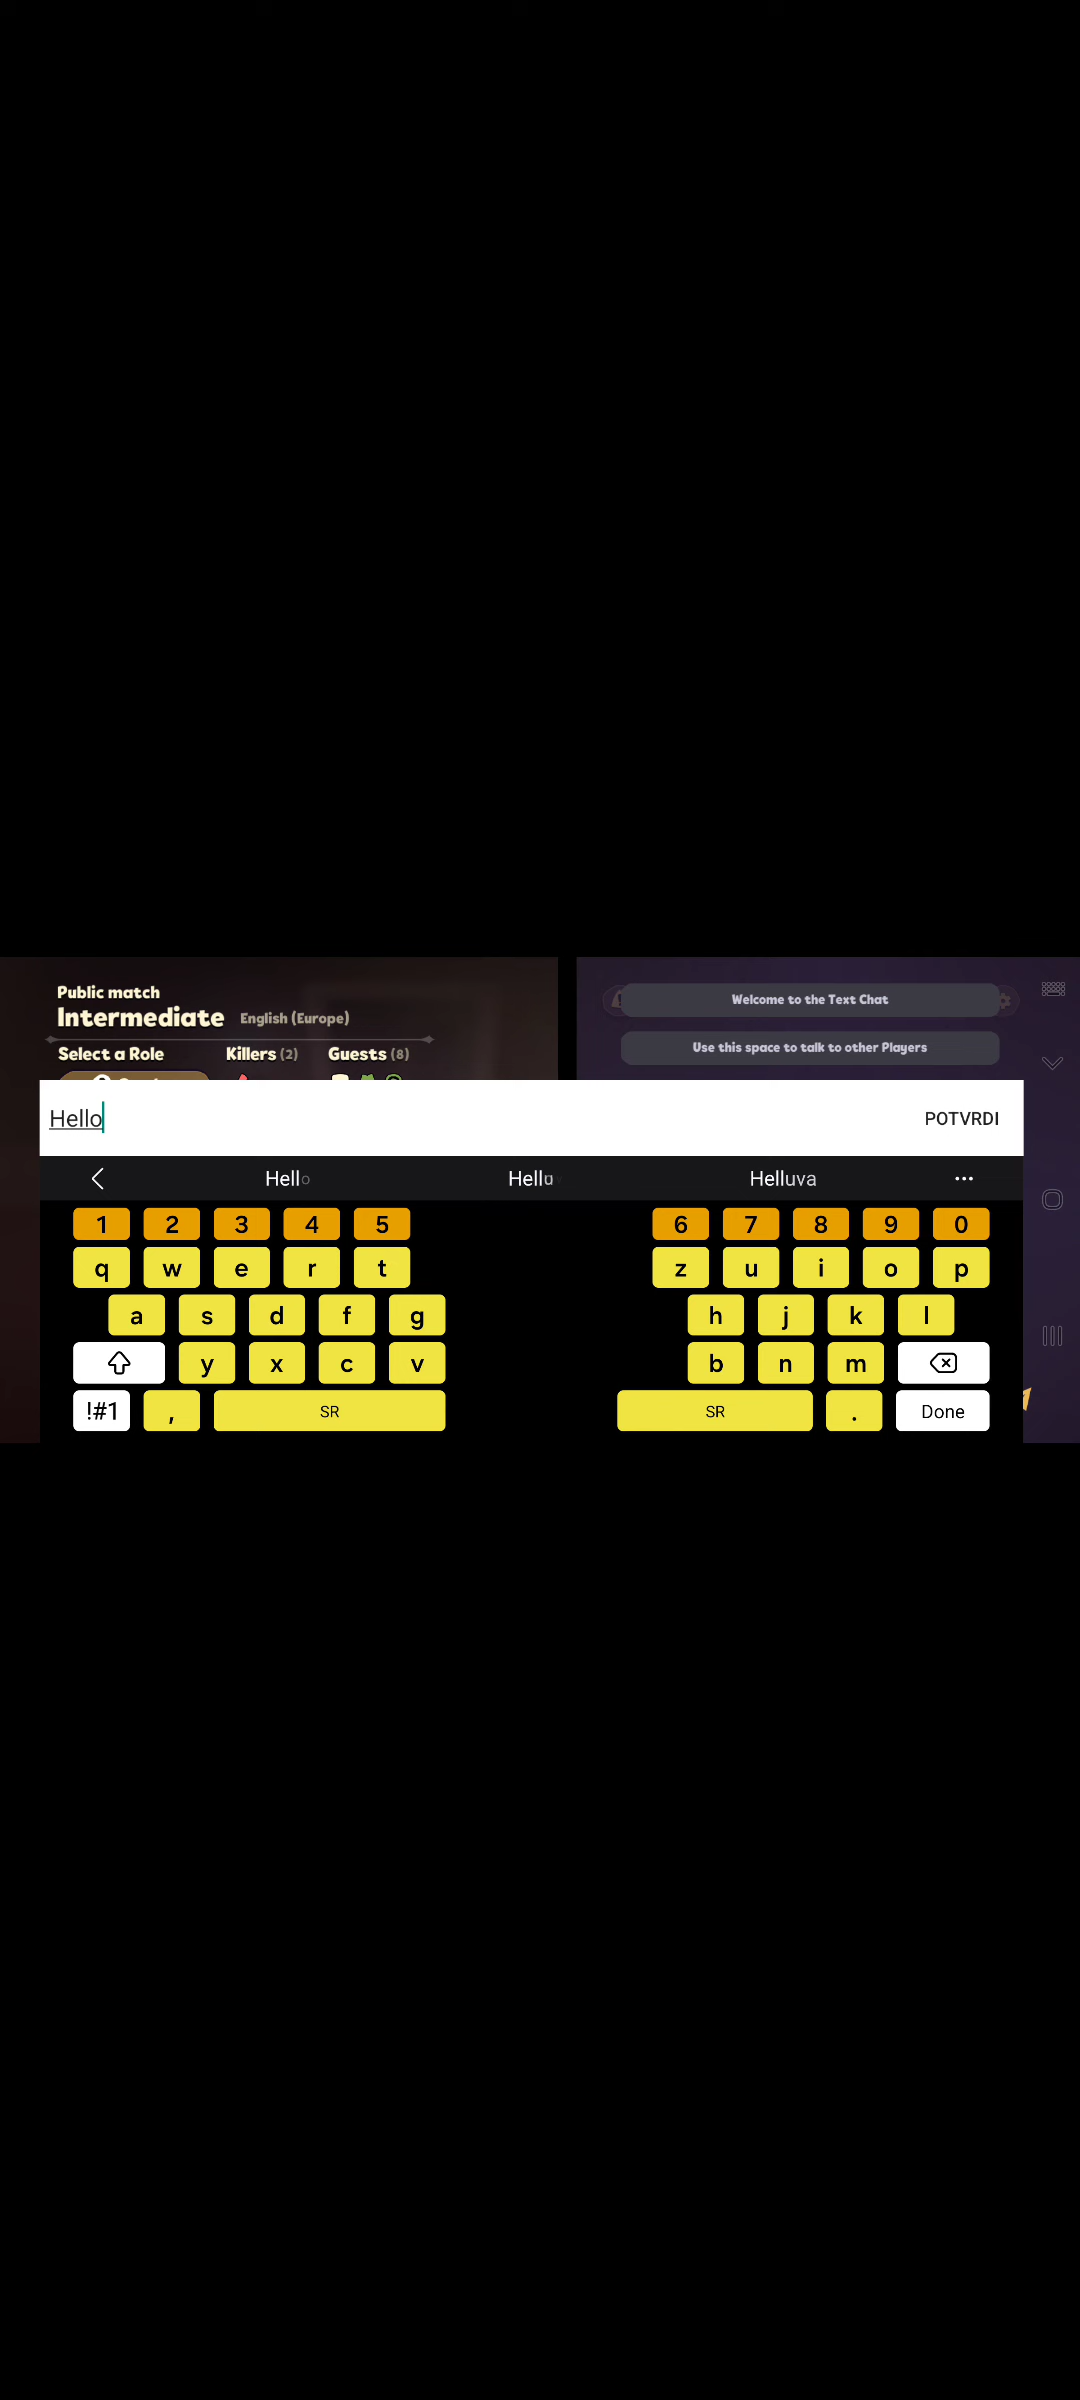 Public match
Intermediate English (Europe)
Select a Role Killers (2) Guests (8)
Welcome to the Text Chat
Use this space to talk to other Players
Hello POTVRDI
Hello Hellu Helluva
1 2 3 4 5 6 7 8 9 0
q w e r t z u i o p
a s d f g h j k l
y x c v b n m
!#1 , SR SR . Done